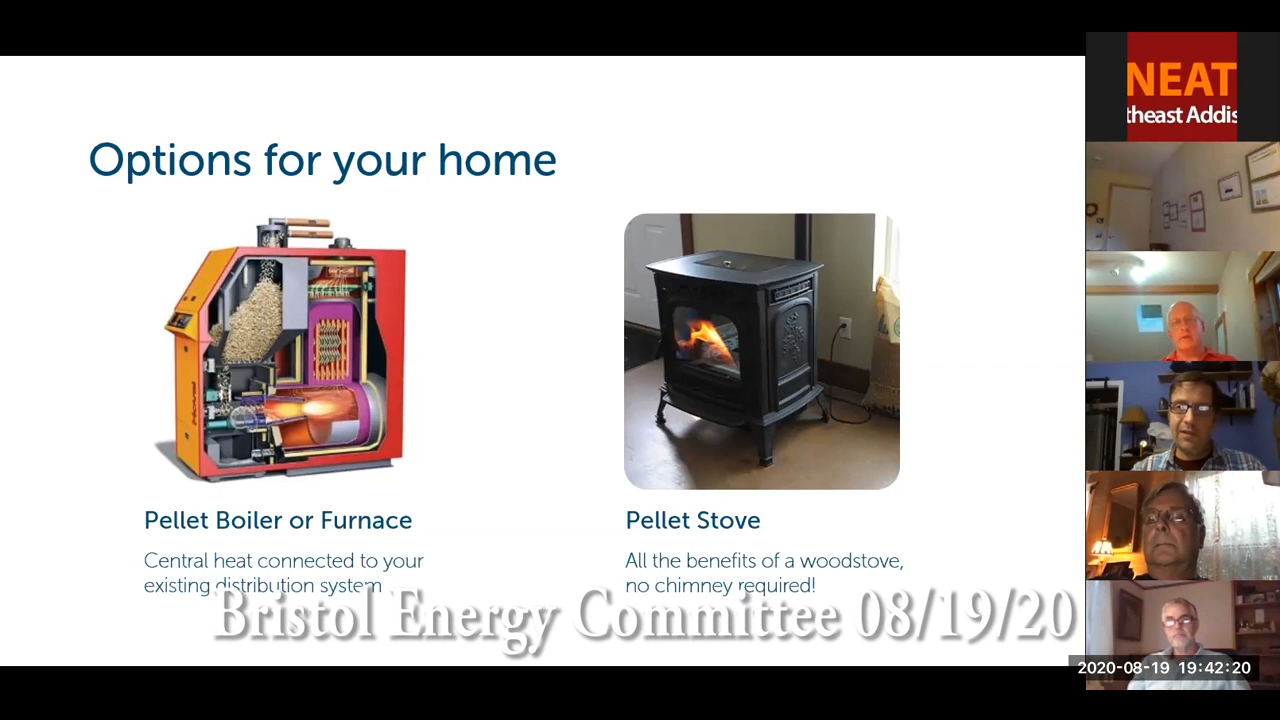 Options for your home
Pellet Boiler or Furnace
Central heat connected to your
existing distribution system
Pellet Stove
All the benefits of a woodstove,
no chimney required!
Bristol Energy Committee 08/19/20
NEAT
theast Addis
2020-08-19 19:42:20